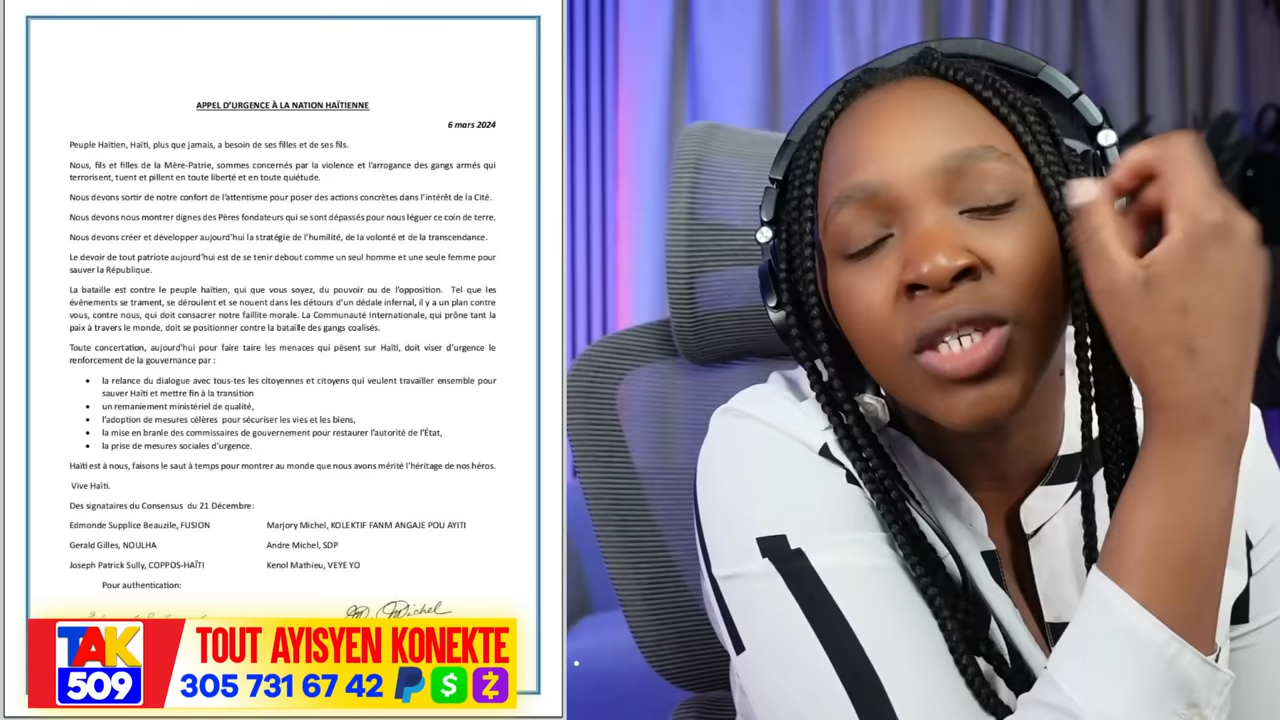 APPEL D'URGENCE À LA NATION HAÏTIENNE
6 mars 2024
Peuple Haïtien, Haïti, plus que jamais, a besoin de ses filles et de ses fils.
Nous, fils et filles de la Mère-Patrie, sommes concernés par la violence et l'arrogance des gangs armés qui
terrorisent, tuent et pillent en toute liberté et en toute quiétude.
Nous devons sortir de notre confort de l'attentisme pour poser des actions concrètes dans l'intérêt de la Cité.
Nous devons nous montrer dignes des Pères fondateurs qui se sont dépassés pour nous léguer ce coin de terre.
Nous devons créer et développer aujourd'hui la stratégie de l'humilité, de la volonté et de la transcendance.
Le devoir de tout patriote aujourd'hui est de se tenir debout comme un seul homme et une seule femme pour
sauver la République.
La bataille est contre le peuple haïtien, qui que vous soyez, du pouvoir ou de l'opposition. Tel que les
événements se trament, se déroulent et se nouent dans les détours d'un dédale infernal, il y a un plan contre
vous, contre nous, qui doit consacrer notre faillite morale. La Communauté Internationale, qui prône tant la
paix à travers le monde, doit se positionner contre la bataille des gangs coalisés.
Toute concertation, aujourd'hui pour faire taire les menaces qui pèsent sur Haïti, doit viser d'urgence le
renforcement de la gouvernance par :
• la relance du dialogue avec tous-tes les citoyennes et citoyens qui veulent travailler ensemble pour
sauver Haïti et mettre fin à la transition
• un remaniement ministériel de qualité,
• l'adoption de mesures célères pour sécuriser les vies et les biens,
• la mise en branle des commissaires de gouvernement pour restaurer l'autorité de l'État,
• la prise de mesures sociales d'urgence.
Haïti est à nous, faisons le saut à temps pour montrer au monde que nous avons mérité l'héritage de nos héros.
Vive Haïti.
Des signataires du Consensus du 21 Décembre:
Edmonde Supplice Beauzile, FUSION Marjory Michel, KOLEKTIF FANM ANGAJE POU AYITI
Gerald Gilles, NOULHA Andre Michel, SDP
Joseph Patrick Sully, COPPOS-HAÏTI Kenol Mathieu, VEYE YO
Pour authentication:
M. Michel
TAK
509
TOUT AYISYEN KONEKTE
305 731 67 42